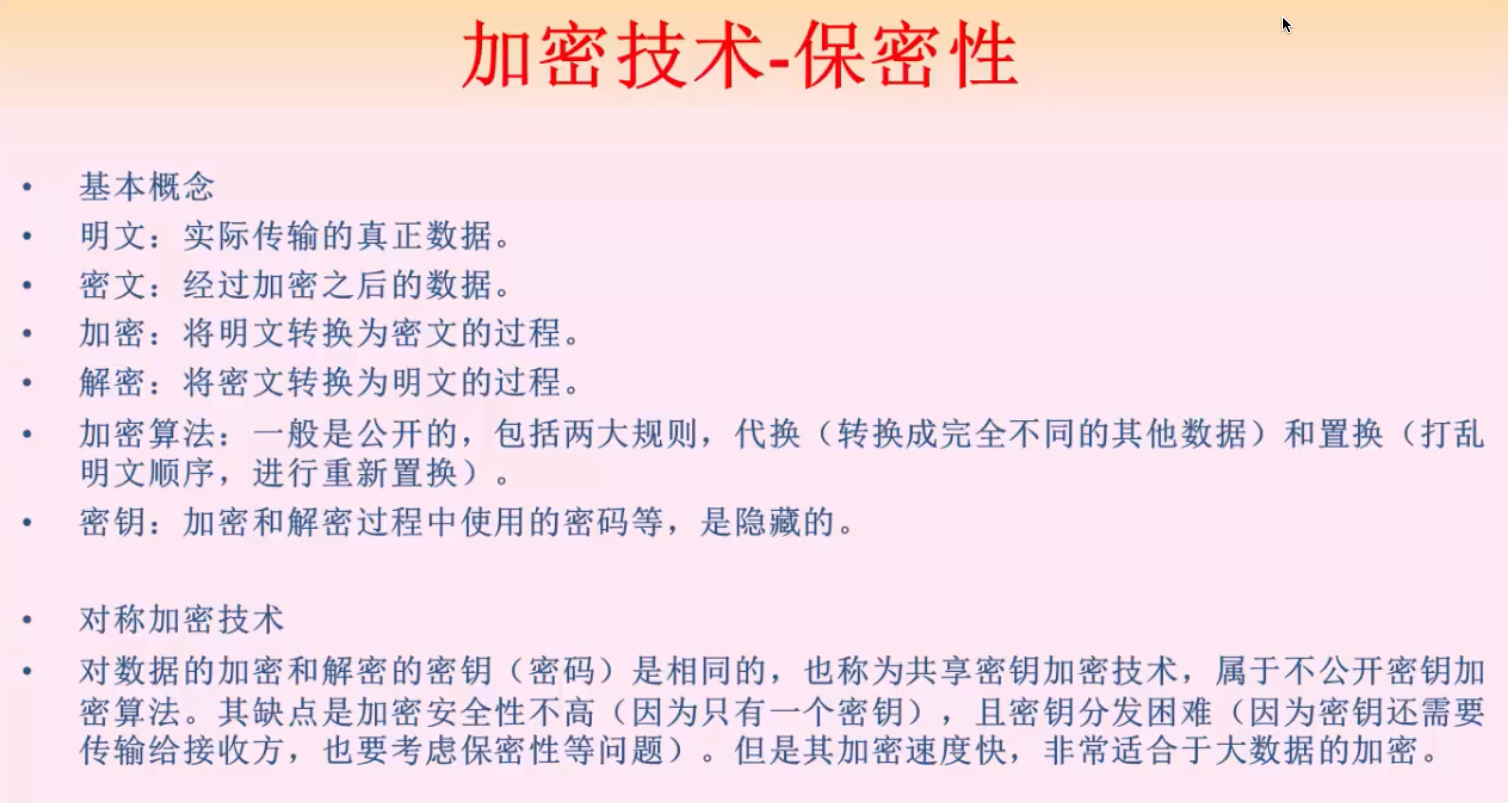 加密技术-保密性
• 基本概念
• 明文：实际传输的真正数据。
• 密文：经过加密之后的数据。
• 加密：将明文转换为密文的过程。
• 解密：将密文转换为明文的过程。
• 加密算法：一般是公开的，包括两大规则，代换（转换成完全不同的其他数据）和置换（打乱
明文顺序，进行重新置换）。
• 密钥：加密和解密过程中使用的密码等，是隐藏的。
• 对称加密技术
• 对数据的加密和解密的密钥（密码）是相同的，也称为共享密钥加密技术，属于不公开密钥加
密算法。其缺点是加密安全性不高（因为只有一个密钥），且密钥分发困难（因为密钥还需要
传输给接收方，也要考虑保密性等问题）。但是其加密速度快，非常适合于大数据的加密。